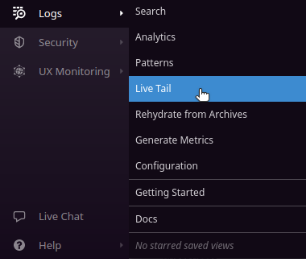 Logs
Security
UX Monitoring
Live Chat
Help
Search
Analytics
Patterns
Live Tail
Rehydrate from Archives
Generate Metrics
Configuration
Getting Started
Docs
No starred saved views